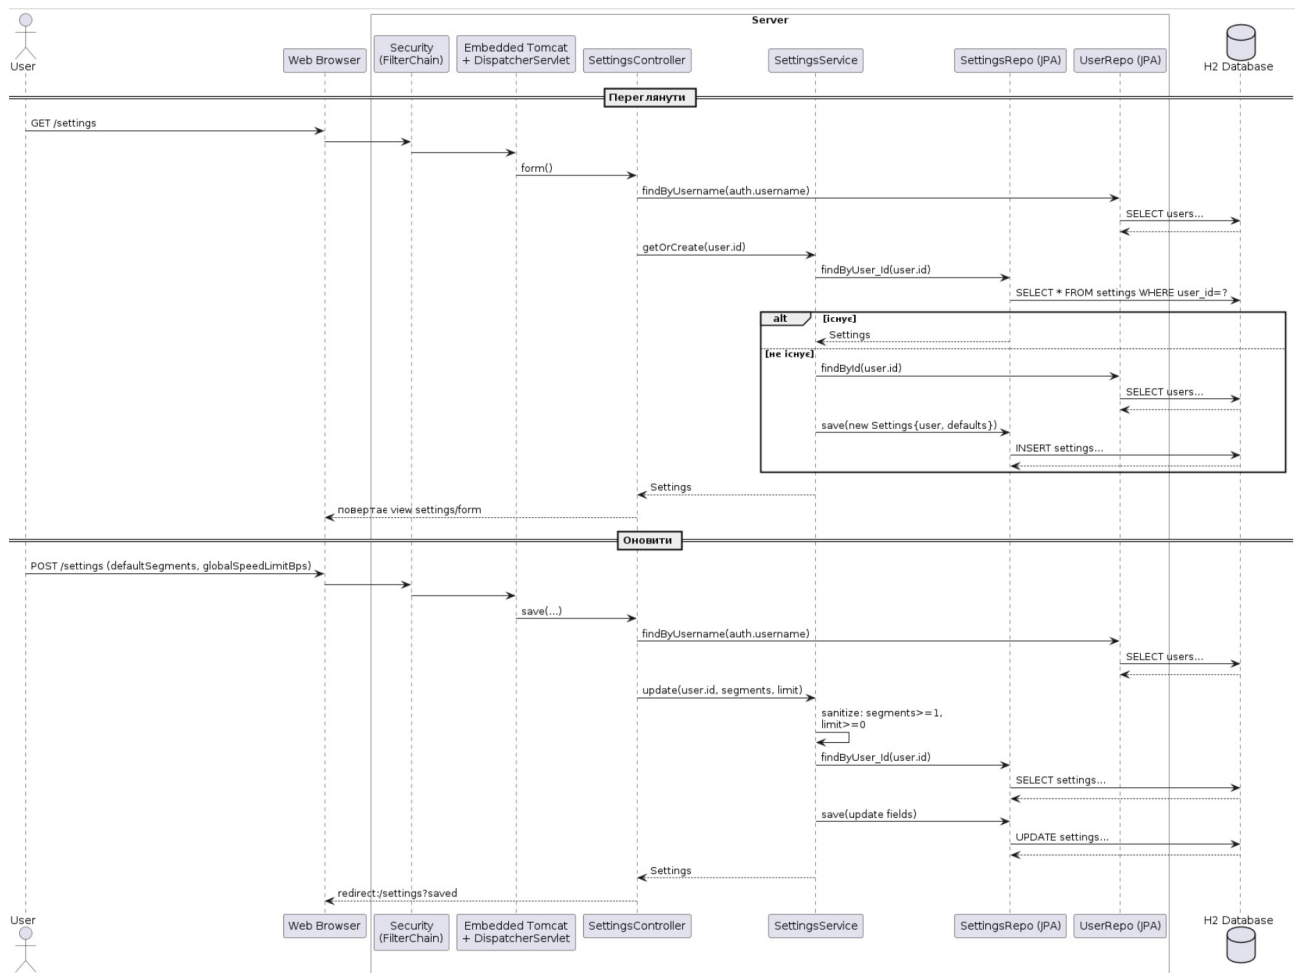 Server
User
Web Browser
Security
(FilterChain)
Embedded Tomcat
+ DispatcherServlet
SettingsController
SettingsService
SettingsRepo (JPA)
UserRepo (JPA)
H2 Database
Переглянути
GET /settings
form()
findByUsername(auth.username)
SELECT users...
getOrCreate(user.id)
findByUser_Id(user.id)
SELECT * FROM settings WHERE user_id=?
alt
[існує]
Settings
[не існує]
findById(user.id)
SELECT users...
save(new Settings{user, defaults})
INSERT settings...
Settings
повертає view settings/form
Оновити
POST /settings (defaultSegments, globalSpeedLimitBps)
save(...)
findByUsername(auth.username)
SELECT users...
update(user.id, segments, limit)
sanitize: segments>=1,
limit>=0
findByUser_Id(user.id)
SELECT settings...
save(update fields)
UPDATE settings...
Settings
redirect:/settings?saved
User
Web Browser
Security
(FilterChain)
Embedded Tomcat
+ DispatcherServlet
SettingsController
SettingsService
SettingsRepo (JPA)
UserRepo (JPA)
H2 Database